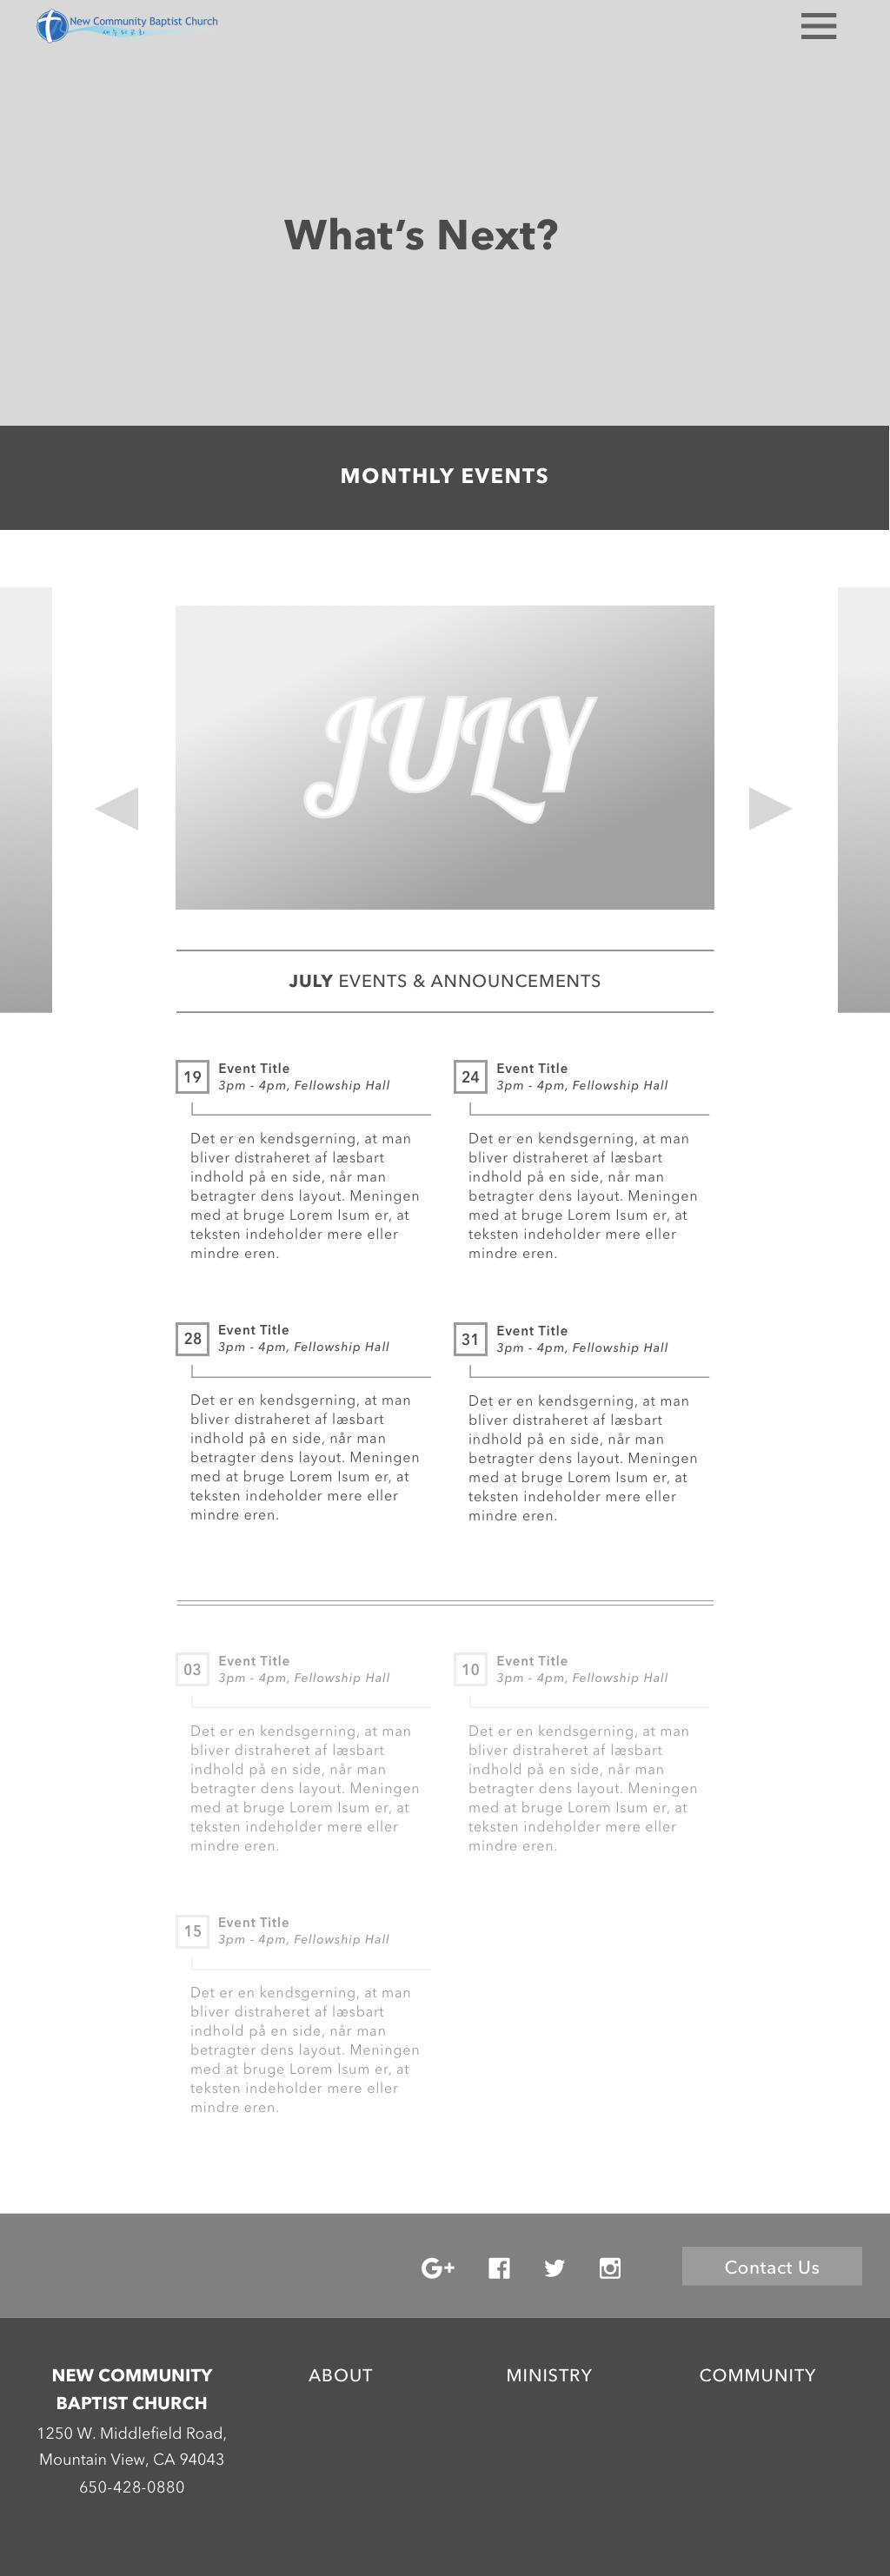 New Community Baptist Church
What's Next?
MONTHLY EVENTS
JULY
JULY EVENTS & ANNOUNCEMENTS
19
Event Title
3pm - 4pm, Fellowship Hall
Det er en kendsgerning, at man
bliver distraheret af læsbart
indhold på en side, når man
betragter dens layout. Meningen
med at bruge Lorem Isum er, at
teksten indeholder mere eller
mindre eren.
24
Event Title
3pm - 4pm, Fellowship Hall
Det er en kendsgerning, at man
bliver distraheret af læsbart
indhold på en side, når man
betragter dens layout. Meningen
med at bruge Lorem Isum er, at
teksten indeholder mere eller
mindre eren.
28
Event Title
3pm - 4pm, Fellowship Hall
Det er en kendsgerning, at man
bliver distraheret af læsbart
indhold på en side, når man
betragter dens layout. Meningen
med at bruge Lorem Isum er, at
teksten indeholder mere eller
mindre eren.
31
Event Title
3pm - 4pm, Fellowship Hall
Det er en kendsgerning, at man
bliver distraheret af læsbart
indhold på en side, når man
betragter dens layout. Meningen
med at bruge Lorem Isum er, at
teksten indeholder mere eller
mindre eren.
03
Event Title
3pm - 4pm, Fellowship Hall
Det er en kendsgerning, at man
bliver distraheret af læsbart
indhold på en side, når man
betragter dens layout. Meningen
med at bruge Lorem Isum er, at
teksten indeholder mere eller
mindre eren.
10
Event Title
3pm - 4pm, Fellowship Hall
Det er en kendsgerning, at man
bliver distraheret af læsbart
indhold på en side, når man
betragter dens layout. Meningen
med at bruge Lorem Isum er, at
teksten indeholder mere eller
mindre eren.
15
Event Title
3pm - 4pm, Fellowship Hall
Det er en kendsgerning, at man
bliver distraheret af læsbart
indhold på en side, når man
betragter dens layout. Meningen
med at bruge Lorem Isum er, at
teksten indeholder mere eller
mindre eren.
G+
Contact Us
NEW COMMUNITY
BAPTIST CHURCH
1250 W. Middlefield Road,
Mountain View, CA 94043
650-428-0880
ABOUT
MINISTRY
COMMUNITY